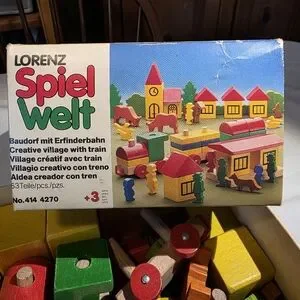 LORENZ
Spiel
Welt
Baudorf mit Erfinderbahn
Creative village with train
Village créatif avec train
Villagio creativo con treno
Aldea creador con tren
63Teile/pcs./pzs.
No.414 4270
+3